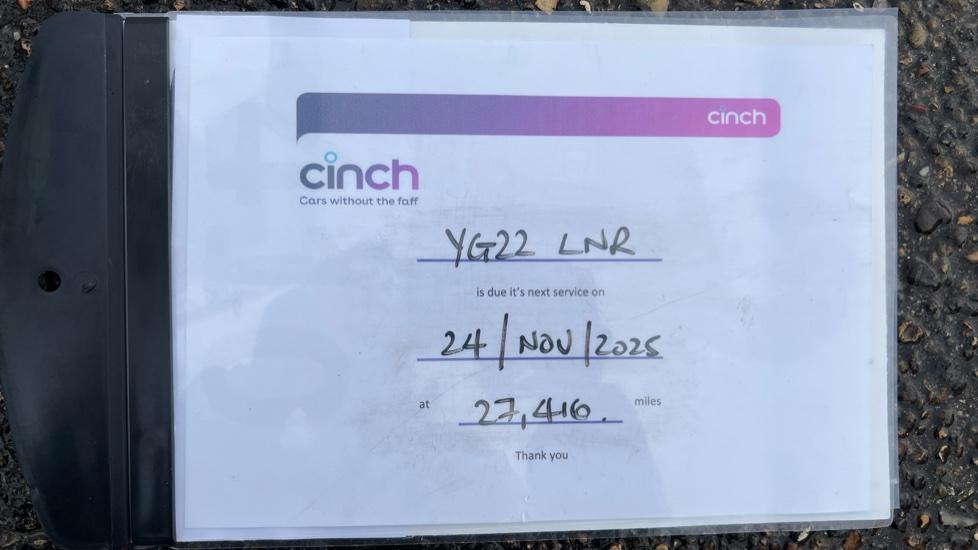 cinch
cinch
Cars without the faff
YG22 LNR
is due it's next service on
24/NOV/2025
at 27,416. miles
Thank you